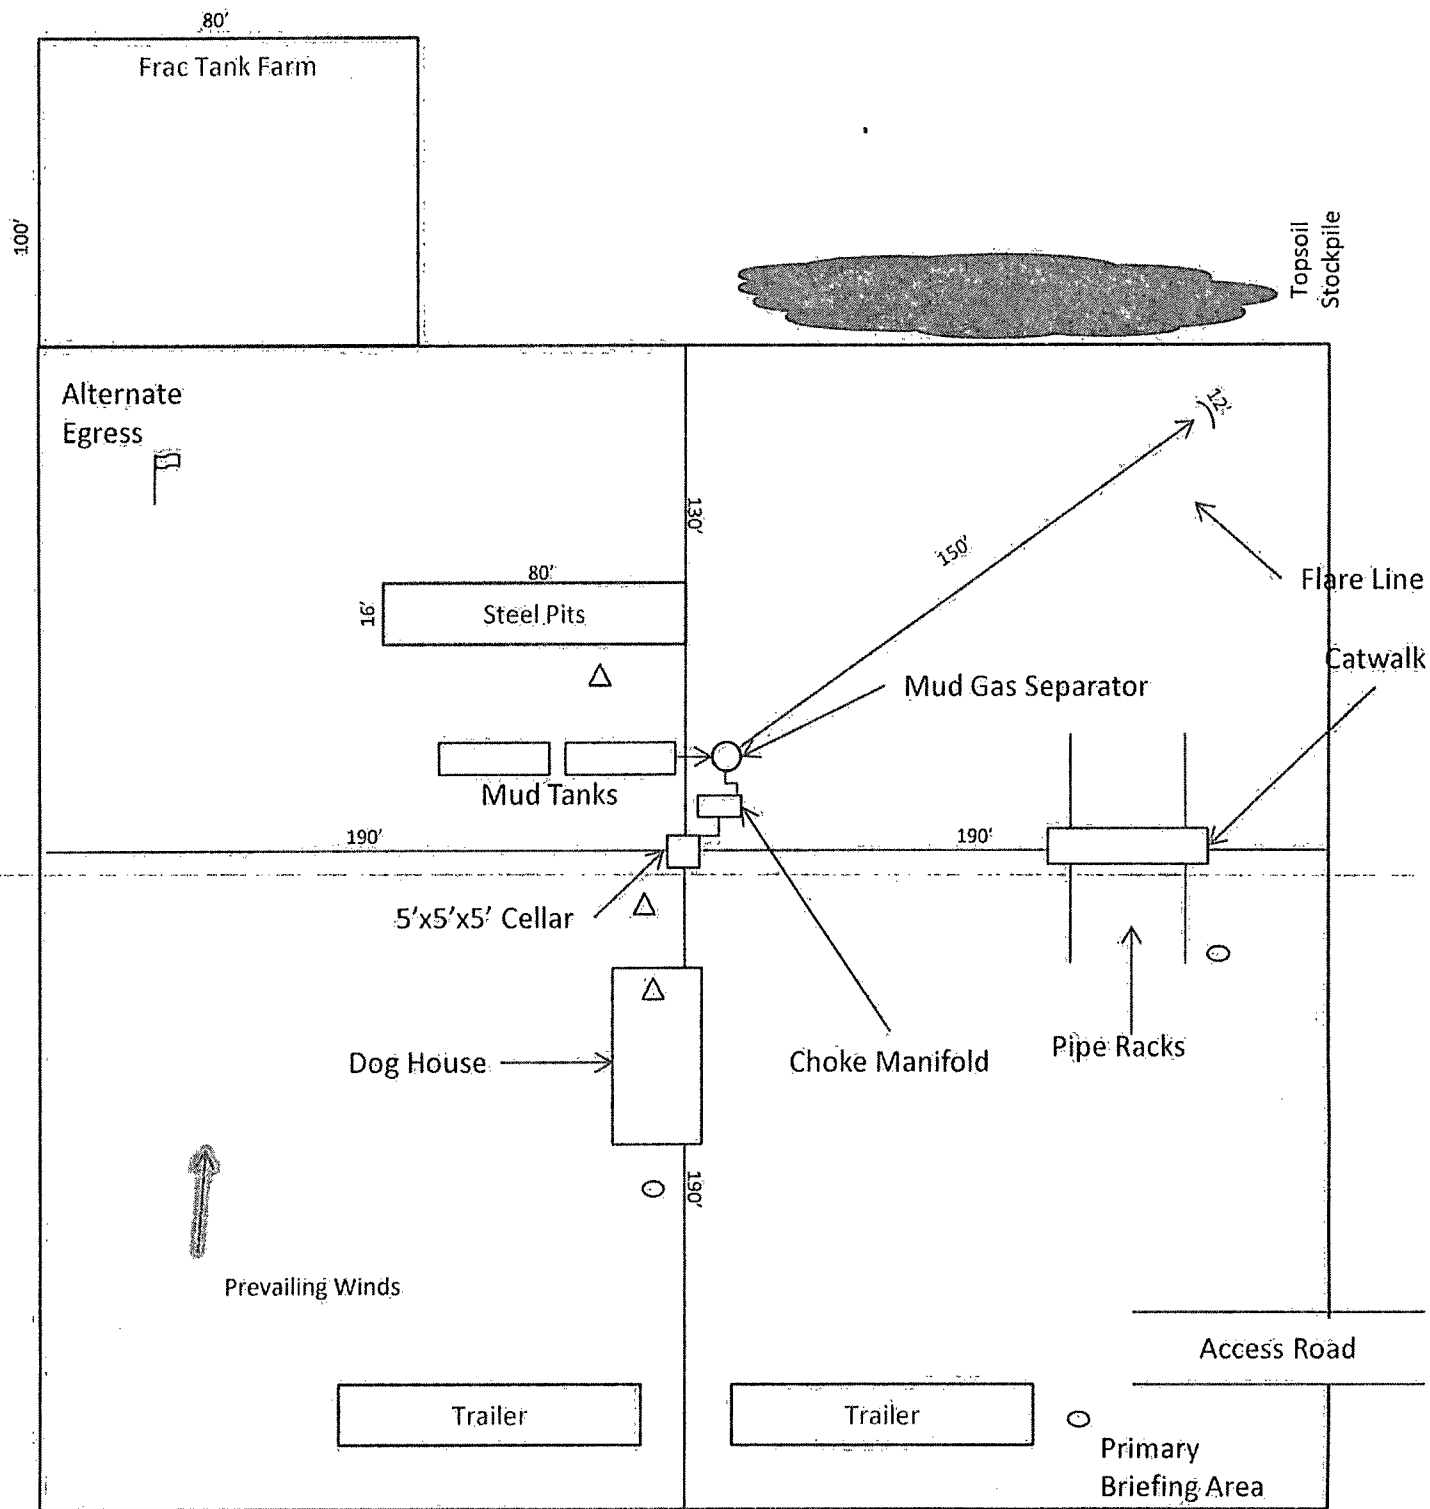 80'
Frac Tank Farm
100'
Topsoil
Stockpile
Alternate
Egress
12'
130'
150'
Flare Line
80'
16'
Steel Pits
Catwalk
Mud Gas Separator
Mud Tanks
190'
190'
5'x5'x5' Cellar
Dog House
Choke Manifold
Pipe Racks
190'
Prevailing Winds
Access Road
Trailer
Trailer
Primary
Briefing Area